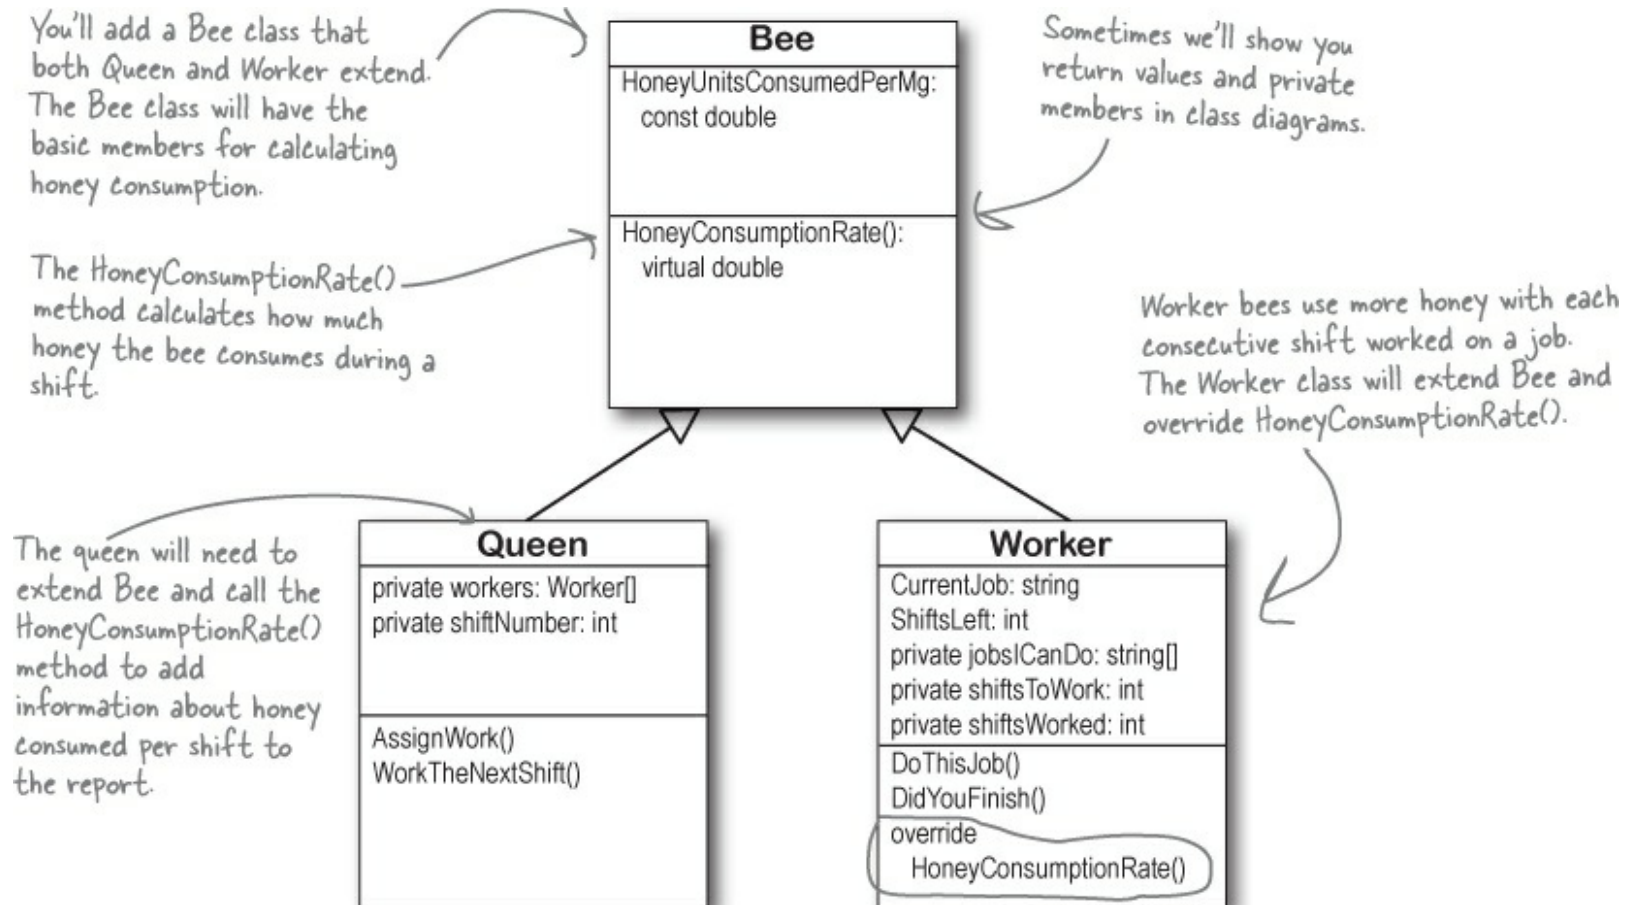 You'll add a Bee class that
both Queen and Worker extend.
The Bee class will have the
basic members for calculating
honey consumption.
Bee
HoneyUnitsConsumedPerMg:
const double
HoneyConsumptionRate():
virtual double
Sometimes we'll show you
return values and private
members in class diagrams.
The HoneyConsumptionRate()
method calculates how much
honey the bee consumes during a
shift.
Worker bees use more honey with each
consecutive shift worked on a job.
The Worker class will extend Bee and
override HoneyConsumptionRate().
The queen will need to
extend Bee and call the
HoneyConsumptionRate()
method to add
information about honey
consumed per shift to
the report.
Queen
private workers: Worker[]
private shiftNumber: int
AssignWork()
WorkTheNextShift()
Worker
CurrentJob: string
ShiftsLeft: int
private jobsICanDo: string[]
private shiftsToWork: int
private shiftsWorked: int
DoThisJob()
DidYouFinish()
override
HoneyConsumptionRate()